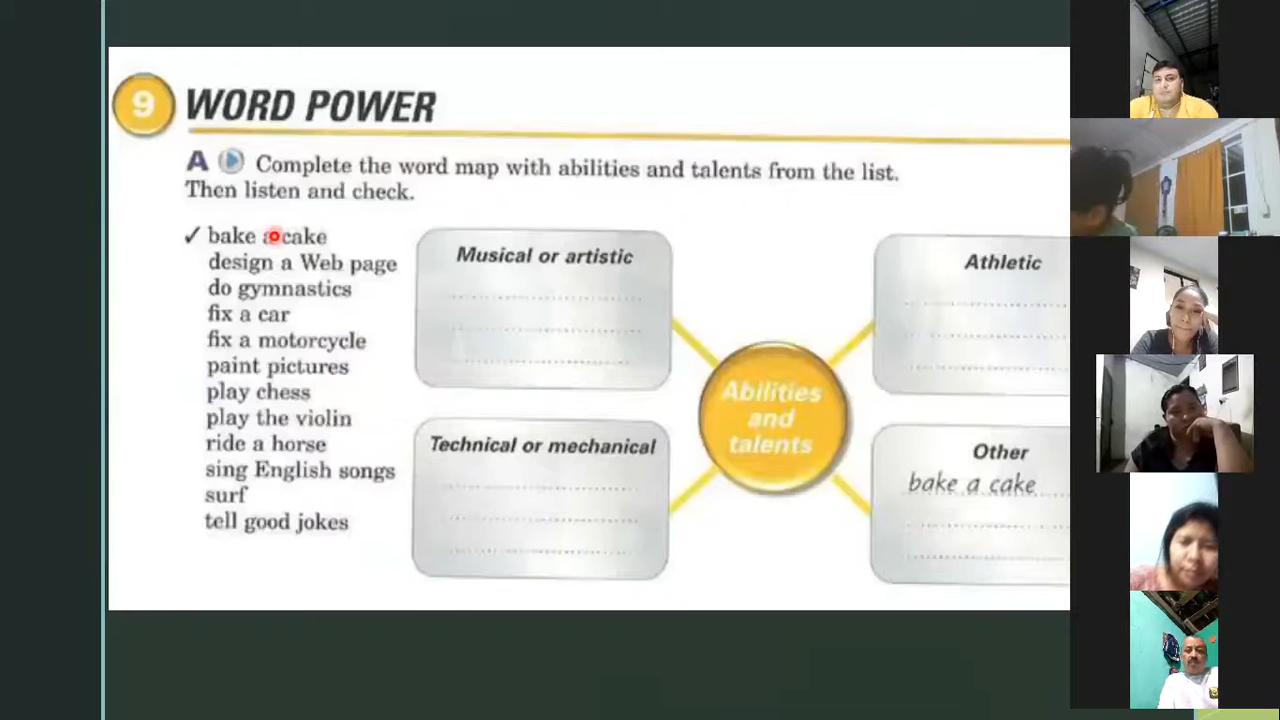 9 WORD POWER
A Complete the word map with abilities and talents from the list.
Then listen and check.
✓ bake a cake
design a Web page
do gymnastics
fix a car
fix a motorcycle
paint pictures
play chess
play the violin
ride a horse
sing English songs
surf
tell good jokes
Musical or artistic
Athletic
Abilities
and
talents
Technical or mechanical
Other
bake a cake